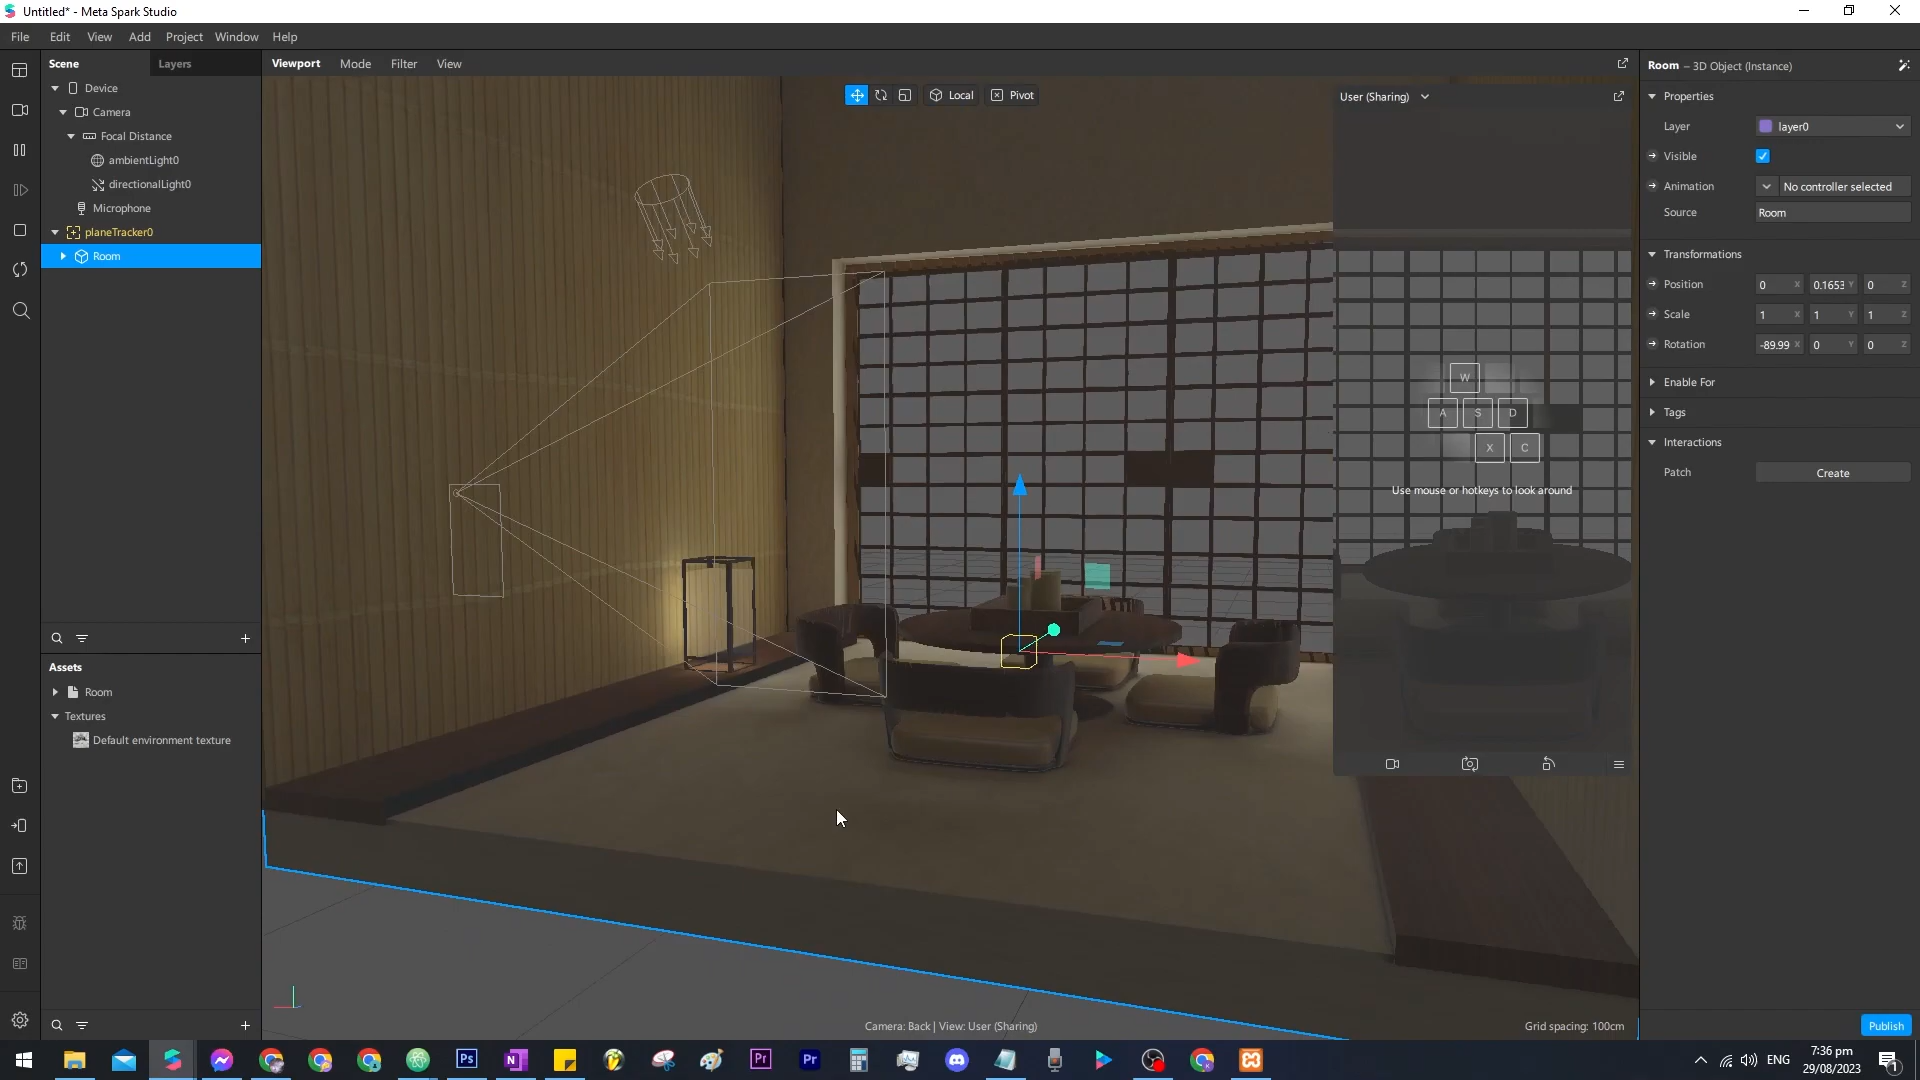 Untitled* - Meta Spark Studio
File Edit View Add Project Window Help
Scene
Layers
Device
Camera
Focal Distance
ambientLight0
directionalLight0
Microphone
planeTracker0
Room
Assets
Room
Textures
Default environment texture
Viewport Mode Filter View
Local
Pivot
User (Sharing)
W
A S D
X C
Use mouse or hotkeys to look around
Camera: Back | View: User (Sharing)
Grid spacing: 100cm
Room – 3D Object (Instance)
Properties
Layer layer0
Visible
Animation No controller selected
Source Room
Transformations
Position 0 X 0.1653 Y 0 Z
Scale 1 X 1 Y 1 Z
Rotation -89.99 X 0 Y 0 Z
Enable For
Tags
Interactions
Patch Create
Publish
Ps
N
Pr
Pr
ENG
7:36 pm
29/08/2023
1